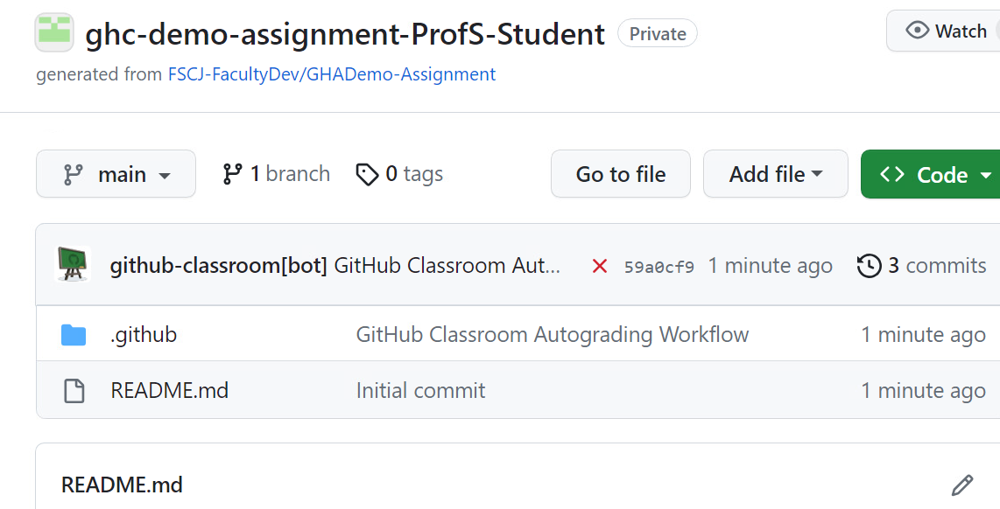 ghc-demo-assignment-ProfS-Student Private Watch
generated from FSCJ-FacultyDev/GHADemo-Assignment
main 1 branch 0 tags Go to file Add file <> Code
github-classroom[bot] GitHub Classroom Aut... 59a0cf9 1 minute ago 3 commits
.github GitHub Classroom Autograding Workflow 1 minute ago
README.md Initial commit 1 minute ago
README.md